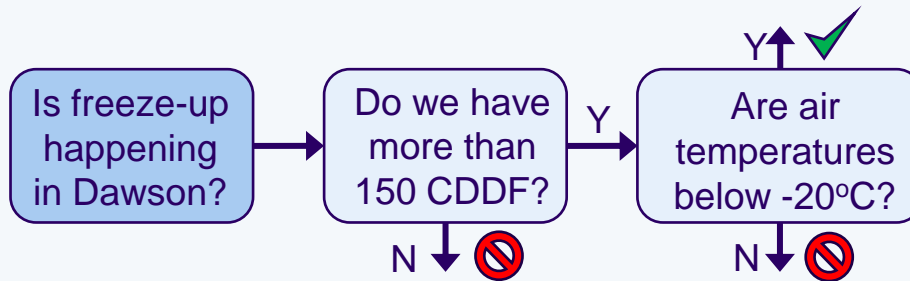 Is freeze-up
happening
in Dawson?
Do we have
more than
150 CDDF?
Y
N
Are air
temperatures
below -20ºC?
Y
N